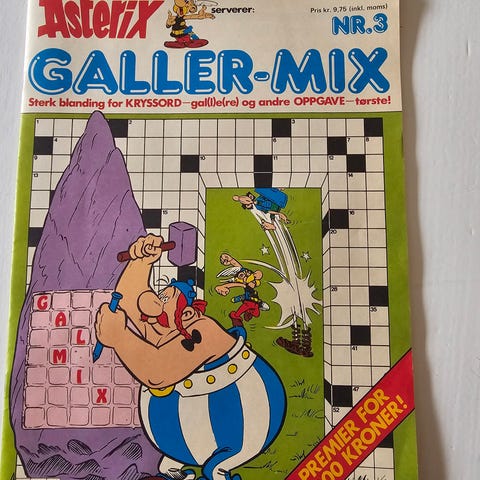 Asterix
serverer:
Pris kr. 9,75 (inkl. moms)
NR.3
GALLER-MIX
Sterk blanding for KRYSSORD–gal(l)e(re) og andre OPPGAVE–tørste!
G
A
L
M
I
X
PREMIER FOR
00 KRONER!